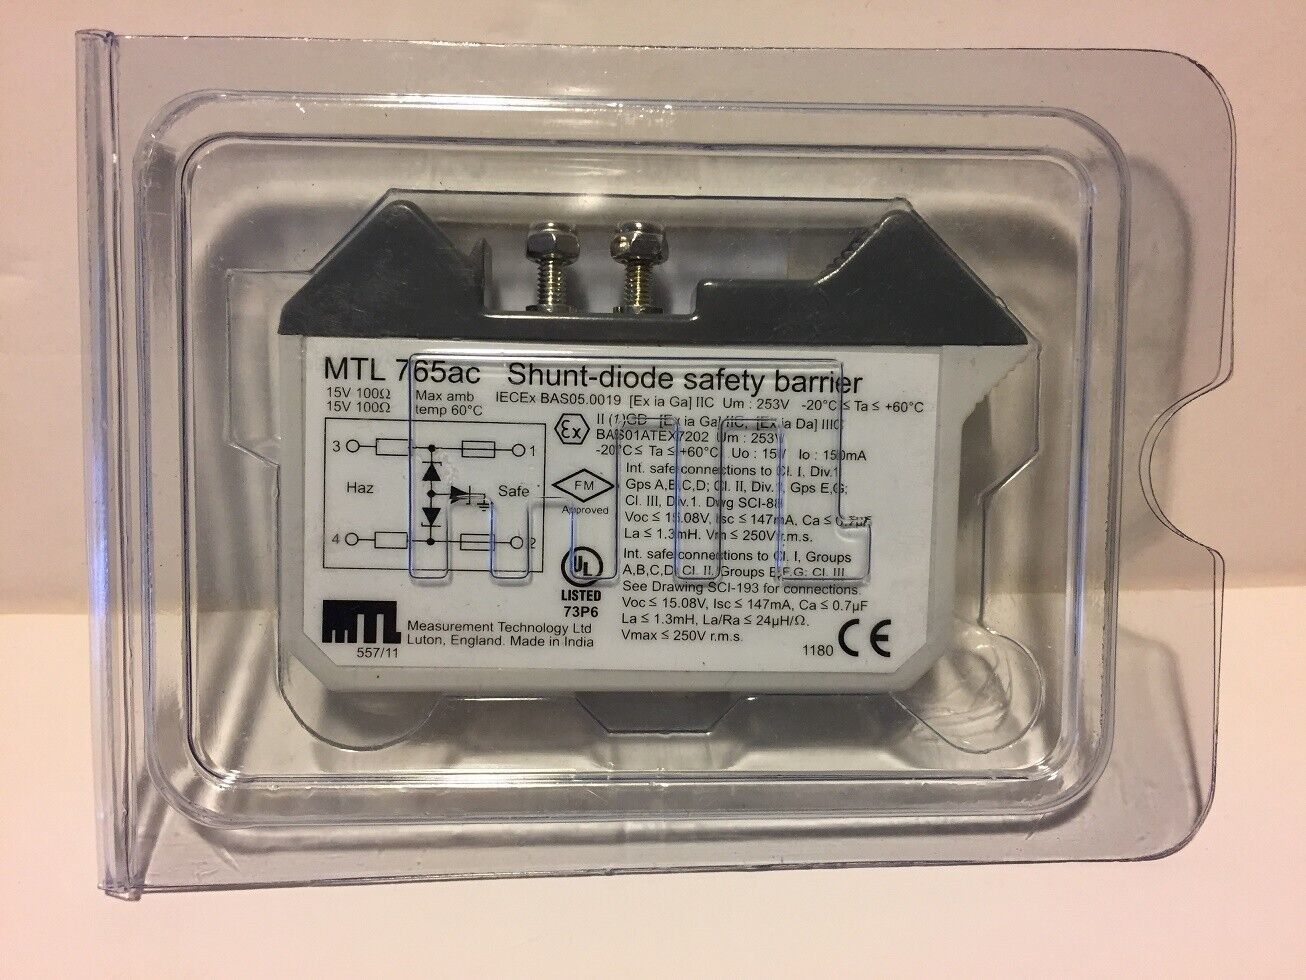 MTL 765ac Shunt-diode safety barrier
15V 100Ω
15V 100Ω
Max amb
temp 60°C
IECEx BAS05.0019 [Ex ia Ga] IIC Um : 253V -20°C ≤ Ta ≤ +60°C
Ex
II (1)GD [Ex ia Ga] IIC, [Ex ia Da] IIIC
BAS01ATEX7202 Um : 253V
-20°C ≤ Ta ≤ +60°C Uo : 15V Io : 150mA
3
1
Haz
Safe
4
2
FM
Approved
Int. safe connections to Cl. I, Div.1
Gps A,B,C,D; Cl. II, Div.1, Gps E,G;
Cl. III, Div.1. Dwg SCI-88
Voc ≤ 15.08V, Isc ≤ 147mA, Ca ≤ 0.7µF
La ≤ 1.3mH. Vm ≤ 250V r.m.s.
UL
LISTED
73P6
Int. safe connections to Cl. I, Groups
A,B,C,D; Cl. II, Groups E,F,G; Cl. III
See Drawing SCI-193 for connections.
Voc ≤ 15.08V, Isc ≤ 147mA, Ca ≤ 0.7µF
La ≤ 1.3mH, La/Ra ≤ 24µH/Ω.
Vmax ≤ 250V r.m.s.
MTL
557/11
Measurement Technology Ltd
Luton, England. Made in India
1180 CE